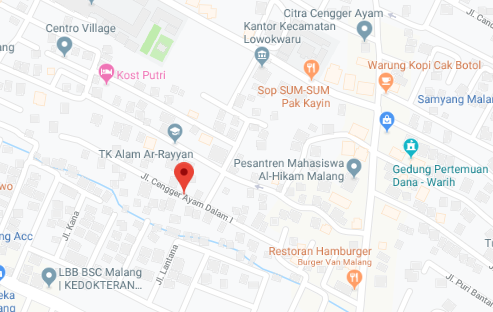 Citra Cengger Ayam
Centro Village
Kantor Kecamatan
Lowokwaru
Warung Kopi Cak Botol
Kost Putri
Sop SUM-SUM
Pak Kayin
Samyang Malan
TK Alam Ar-Rayyan
Pesantren Mahasiswa
Al-Hikam Malang
Gedung Pertemuan
Dana - Warih
Jl. Cengger Ayam Dalam I
wo
Jl. Kana
ng Acc
Jl. Lantana
Restoran Hamburger
Burger Van Malang
LBB BSC Malang
| KEDOKTERAN...
Jl. Puri Bantar
eka
ang